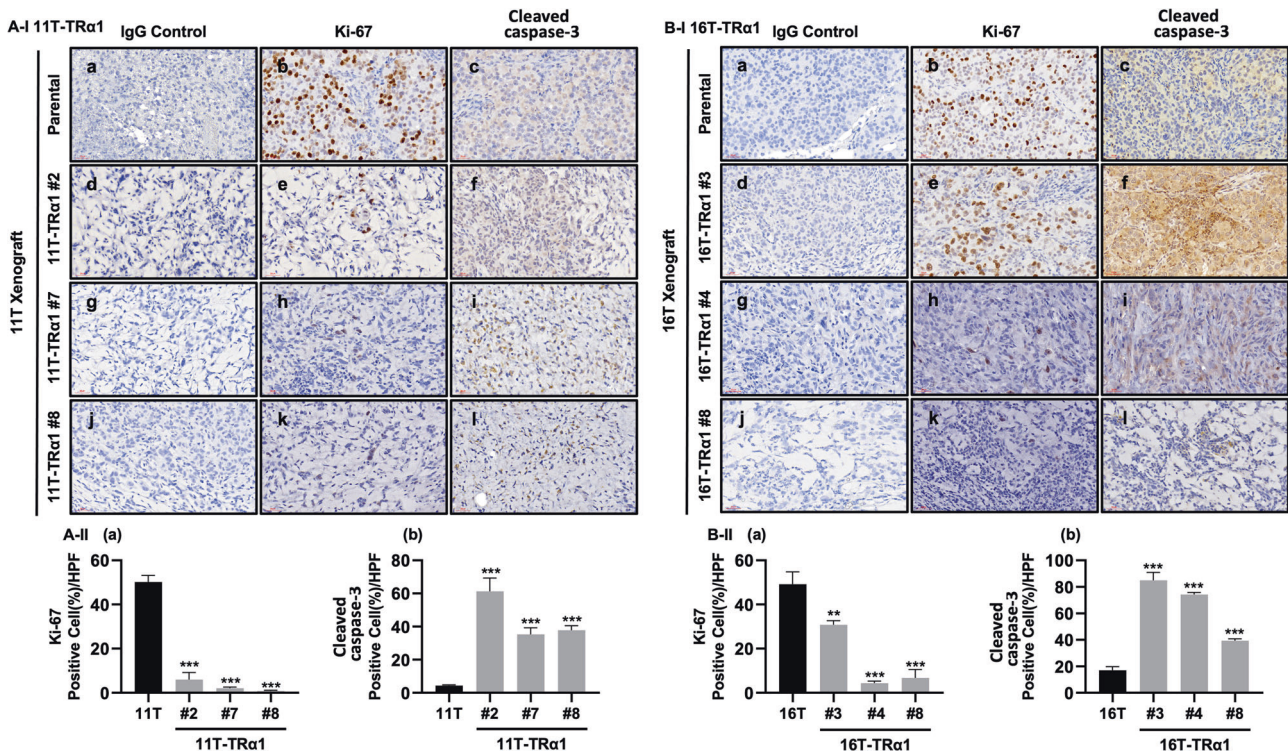 A-I 11T-TRα1
IgG Control
Ki-67
Cleaved
caspase-3
11T Xenograft
Parental
a
b
c
11T-TRα1 #2
d
e
f
11T-TRα1 #7
g
h
i
11T-TRα1 #8
j
k
l
B-I 16T-TRα1
IgG Control
Ki-67
Cleaved
caspase-3
16T Xenograft
Parental
a
b
c
16T-TRα1 #3
d
e
f
16T-TRα1 #4
g
h
i
16T-TRα1 #8
j
k
l
A-II (a)
Ki-67
Positive Cell(%)/HPF
60
40
20
0
***
***
***
11T
#2
#7
#8
11T-TRα1
(b)
Cleaved
caspase-3
Positive Cell(%)/HPF
80
60
40
20
0
***
***
***
11T
#2
#7
#8
11T-TRα1
B-II (a)
Ki-67
Positive Cell(%)/HPF
60
40
20
0
**
***
***
16T
#3
#4
#8
16T-TRα1
(b)
Cleaved
caspase-3
Positive Cell(%)/HPF
100
80
60
40
20
0
***
***
***
16T
#3
#4
#8
16T-TRα1